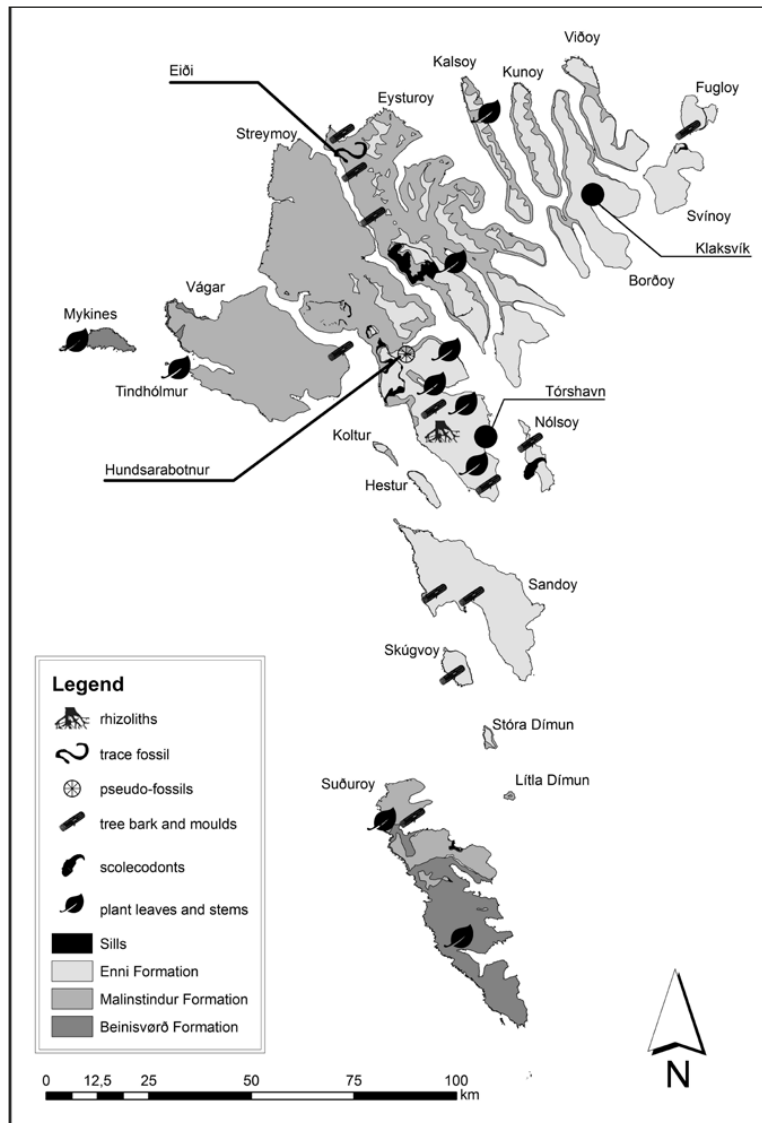 Viðoy
Kalsoy
Kunoy
Eiði
Fugloy
Eysturoy
Streymoy
Svínoy
Klaksvík
Borðoy
Vágar
Mykines
Tindhólmur
Tórshavn
Nólsoy
Koltur
Hundsarabotnur
Hestur
Sandoy
Skúgvoy
Stóra Dímun
Lítla Dímun
Suðuroy
Legend
rhizoliths
trace fossil
pseudo-fossils
tree bark and moulds
scolecodonts
plant leaves and stems
Sills
Enni Formation
Malinstindur Formation
Beinisvørð Formation
0 12,5 25 50 75 100
km
N